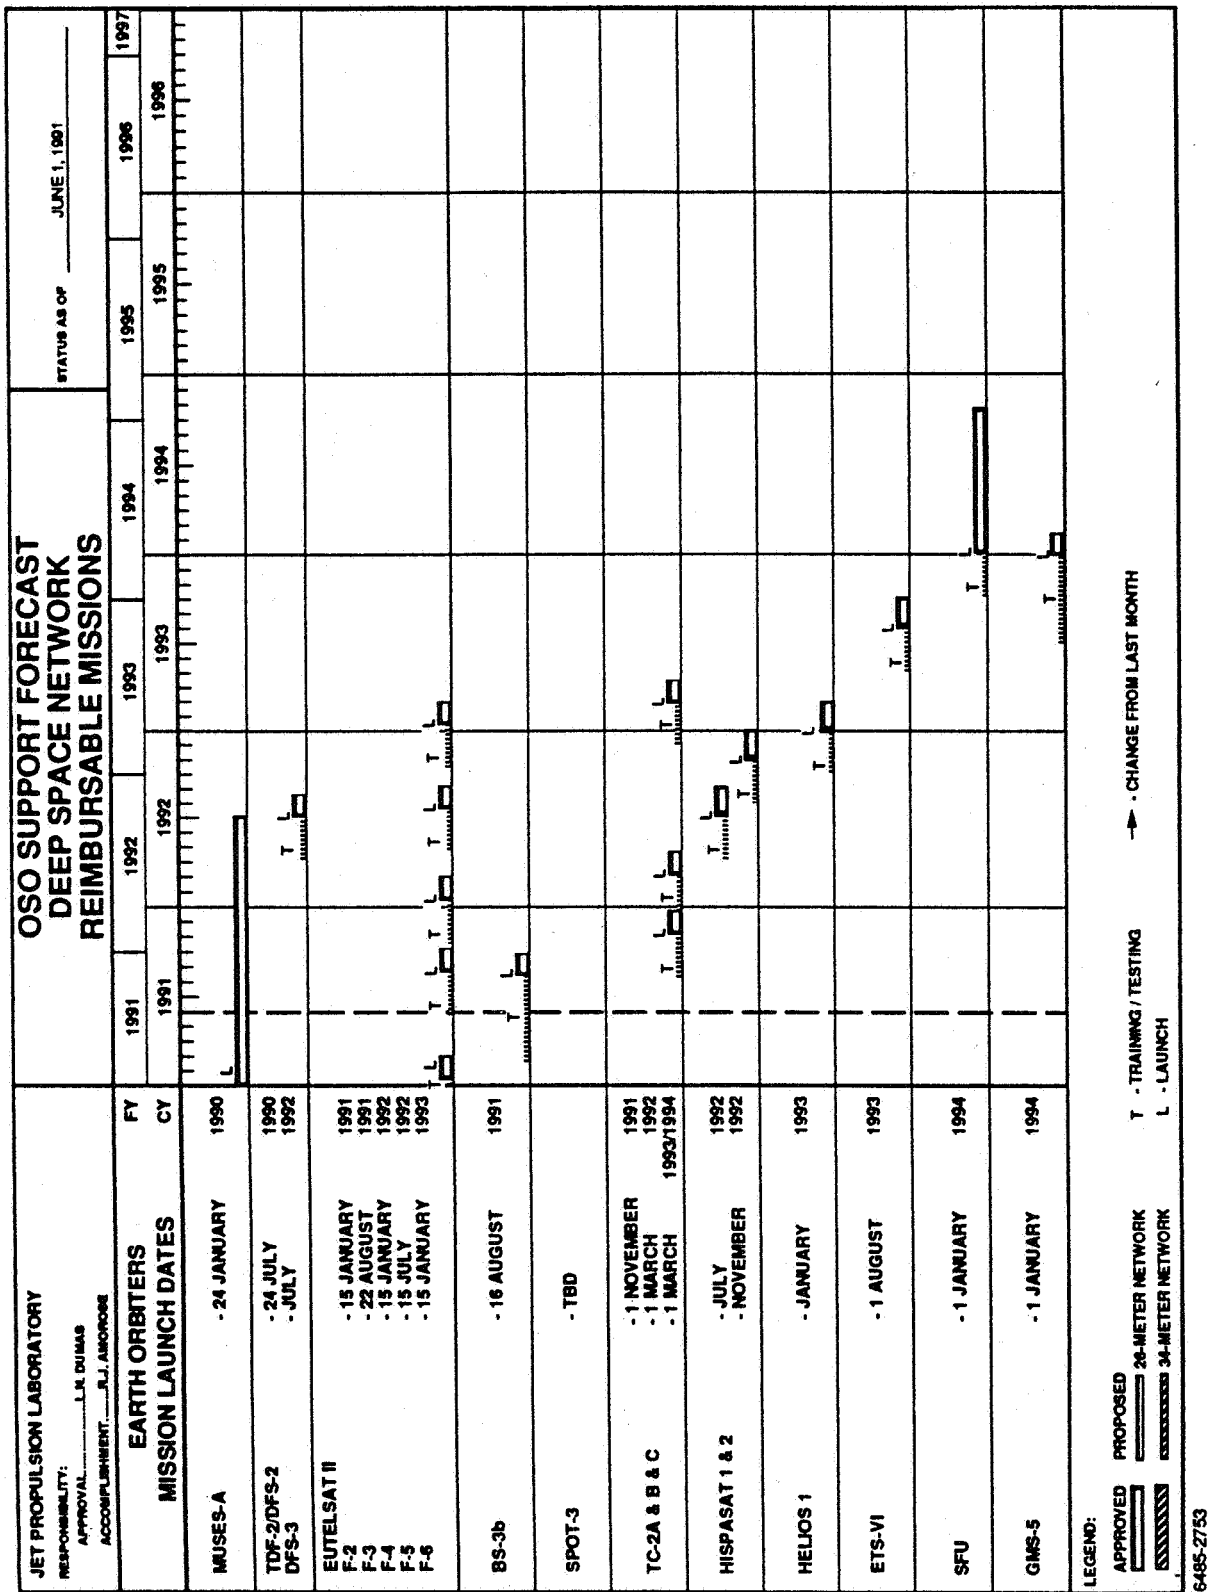 JET PROPULSION LABORATORY
RESPONSIBILITY:
APPROVAL L.N. DUMAS
ACCOMPLISHMENT R.J. AMOROSE
OSO SUPPORT FORECAST
DEEP SPACE NETWORK
REIMBURSABLE MISSIONS
STATUS AS OF JUNE 1, 1991
EARTH ORBITERS
MISSION LAUNCH DATES
FY 1991 1992 1993 1994 1995 1996 1997
CY 1991 1992 1993 1994 1995 1996
MUSES-A - 24 JANUARY 1990 L
TDF-2/DFS-2 - 24 JULY 1990
DFS-3 - JULY 1992 T L
EUTELSAT II
F-2 - 15 JANUARY 1991
F-3 - 22 AUGUST 1991
F-4 - 15 JANUARY 1992
F-5 - 15 JULY 1992
F-6 - 15 JANUARY 1993
T L T L T L T L T L
BS-3b - 16 AUGUST 1991 T L
SPOT-3 - TBD
- 1 NOVEMBER 1991
TC-2A & B & C - 1 MARCH 1992
- 1 MARCH 1993/1994
T L T L T L
HISPASAT 1 & 2 - JULY 1992 T L
- NOVEMBER 1992 T L
HELIOS 1 - JANUARY 1993 T L
ETS-VI - 1 AUGUST 1993 T L
SFU - 1 JANUARY 1994 T L
GMS-5 - 1 JANUARY 1994 T L
LEGEND:
APPROVED PROPOSED
26-METER NETWORK
34-METER NETWORK
T - TRAINING / TESTING
L - LAUNCH
- CHANGE FROM LAST MONTH
6485-2753